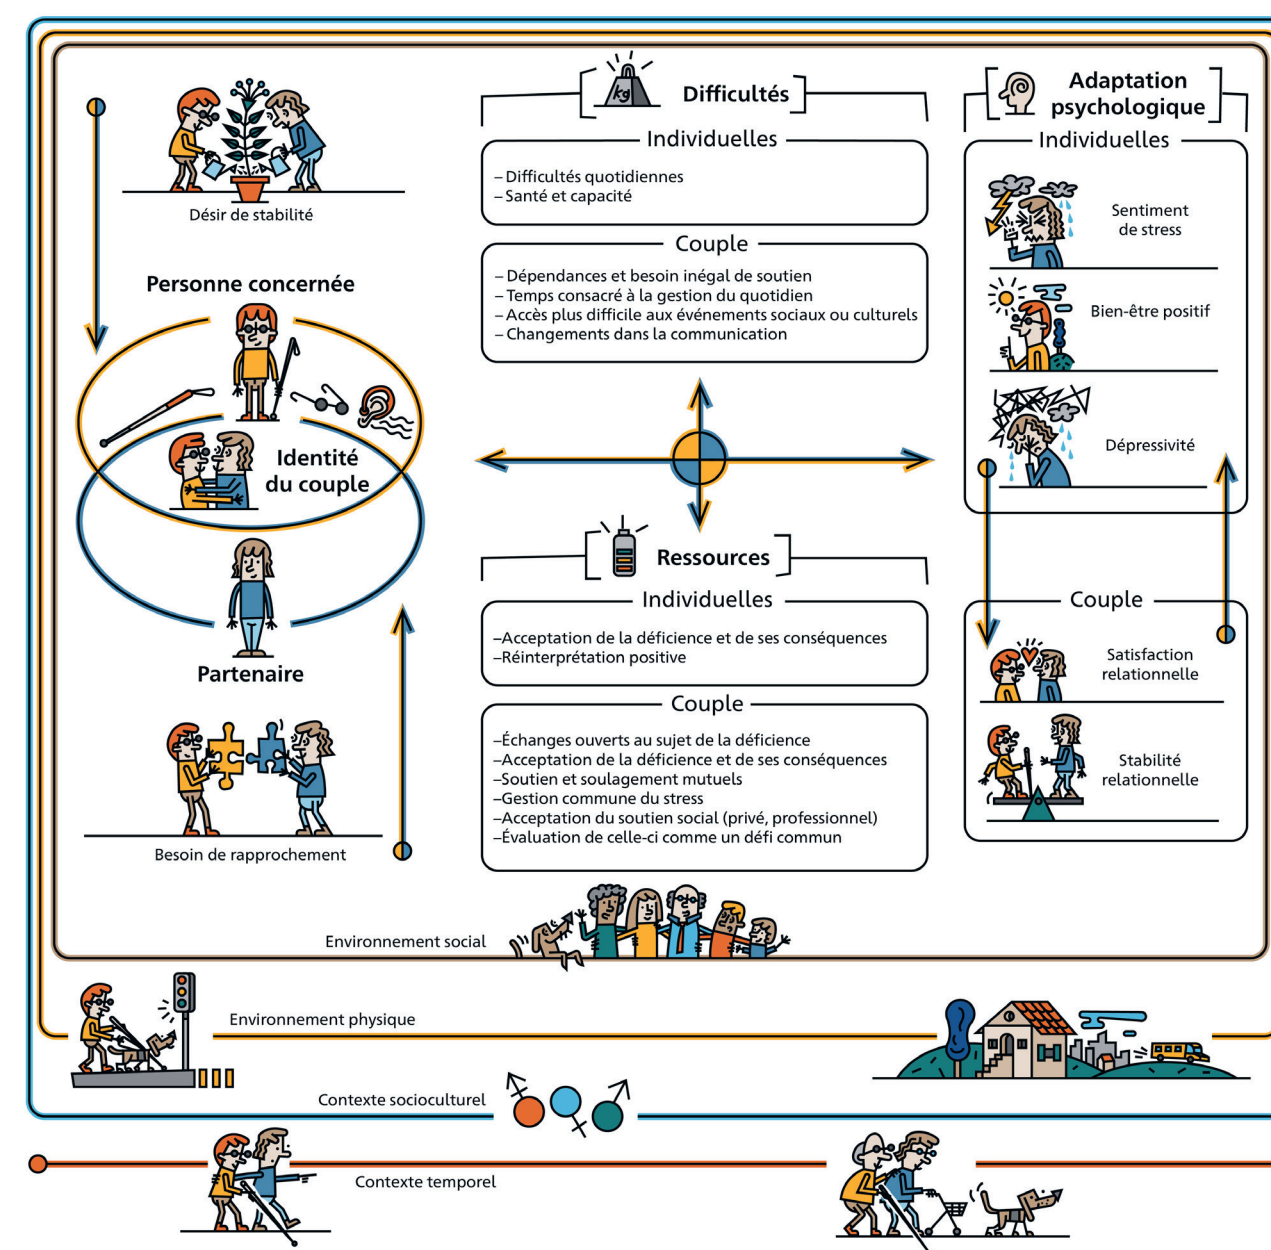 Désir de stabilité
Personne concernée
Identité
du couple
Partenaire
Besoin de rapprochement
kg
Difficultés
Individuelles
– Difficultés quotidiennes
– Santé et capacité
Couple
– Dépendances et besoin inégal de soutien
– Temps consacré à la gestion du quotidien
– Accès plus difficile aux événements sociaux ou culturels
– Changements dans la communication
Ressources
Individuelles
–Acceptation de la déficience et de ses conséquences
–Réinterprétation positive
Couple
–Échanges ouverts au sujet de la déficience
–Acceptation de la déficience et de ses conséquences
–Soutien et soulagement mutuels
–Gestion commune du stress
–Acceptation du soutien social (privé, professionnel)
–Évaluation de celle-ci comme un défi commun
Adaptation
psychologique
Individuelles
Sentiment
de stress
Bien-être positif
Dépressivité
Couple
Satisfaction
relationnelle
Stabilité
relationnelle
Environnement social
Environnement physique
Contexte socioculturel
Contexte temporel